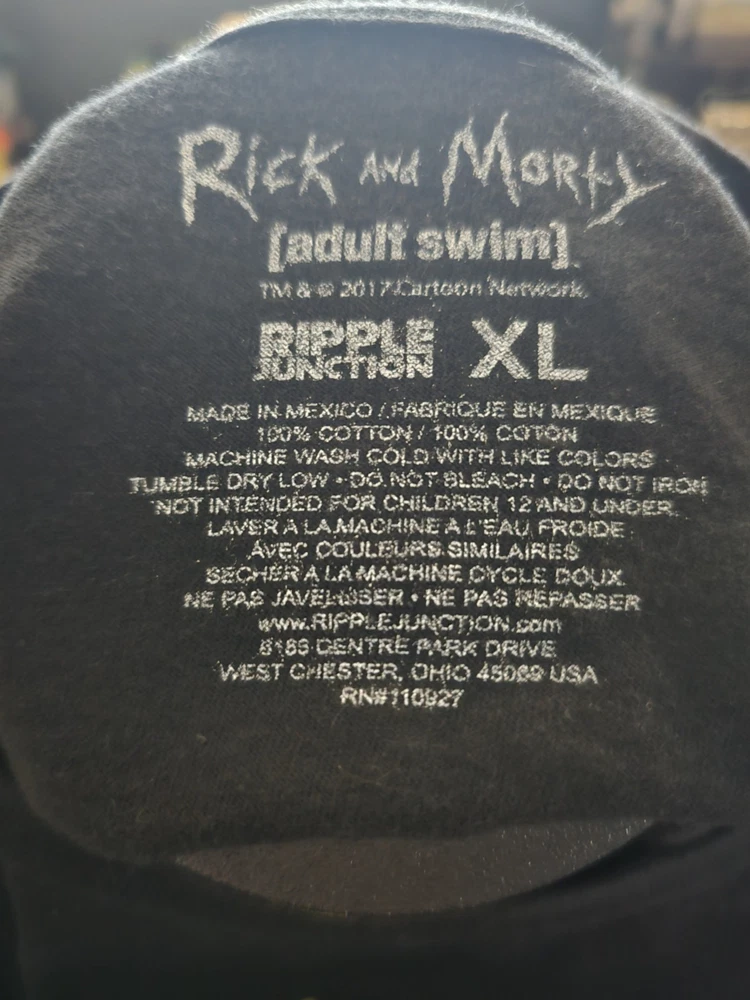 Rick and Morty
[adult swim].
TM & © 2017 Cartoon Network.
RIPPLE JUNCTION XL
MADE IN MEXICO / FABRIQUE EN MEXIQUE
100% COTTON / 100% COTON
MACHINE WASH COLD WITH LIKE COLORS
TUMBLE DRY LOW • DO NOT BLEACH • DO NOT IRON
NOT INTENDED FOR CHILDREN 12 AND UNDER
LAVER A LA MACHINE A L'EAU FROIDE
AVEC COULEURS SIMILAIRES
SECHER A LA MACHINE CYCLE DOUX
NE PAS JAVELLISER • NE PAS REPASSER
www.RIPPLEJUNCTION.com
CENTRE PARK DRIVE
WEST CHESTER, OHIO 45069 USA
RN#110927